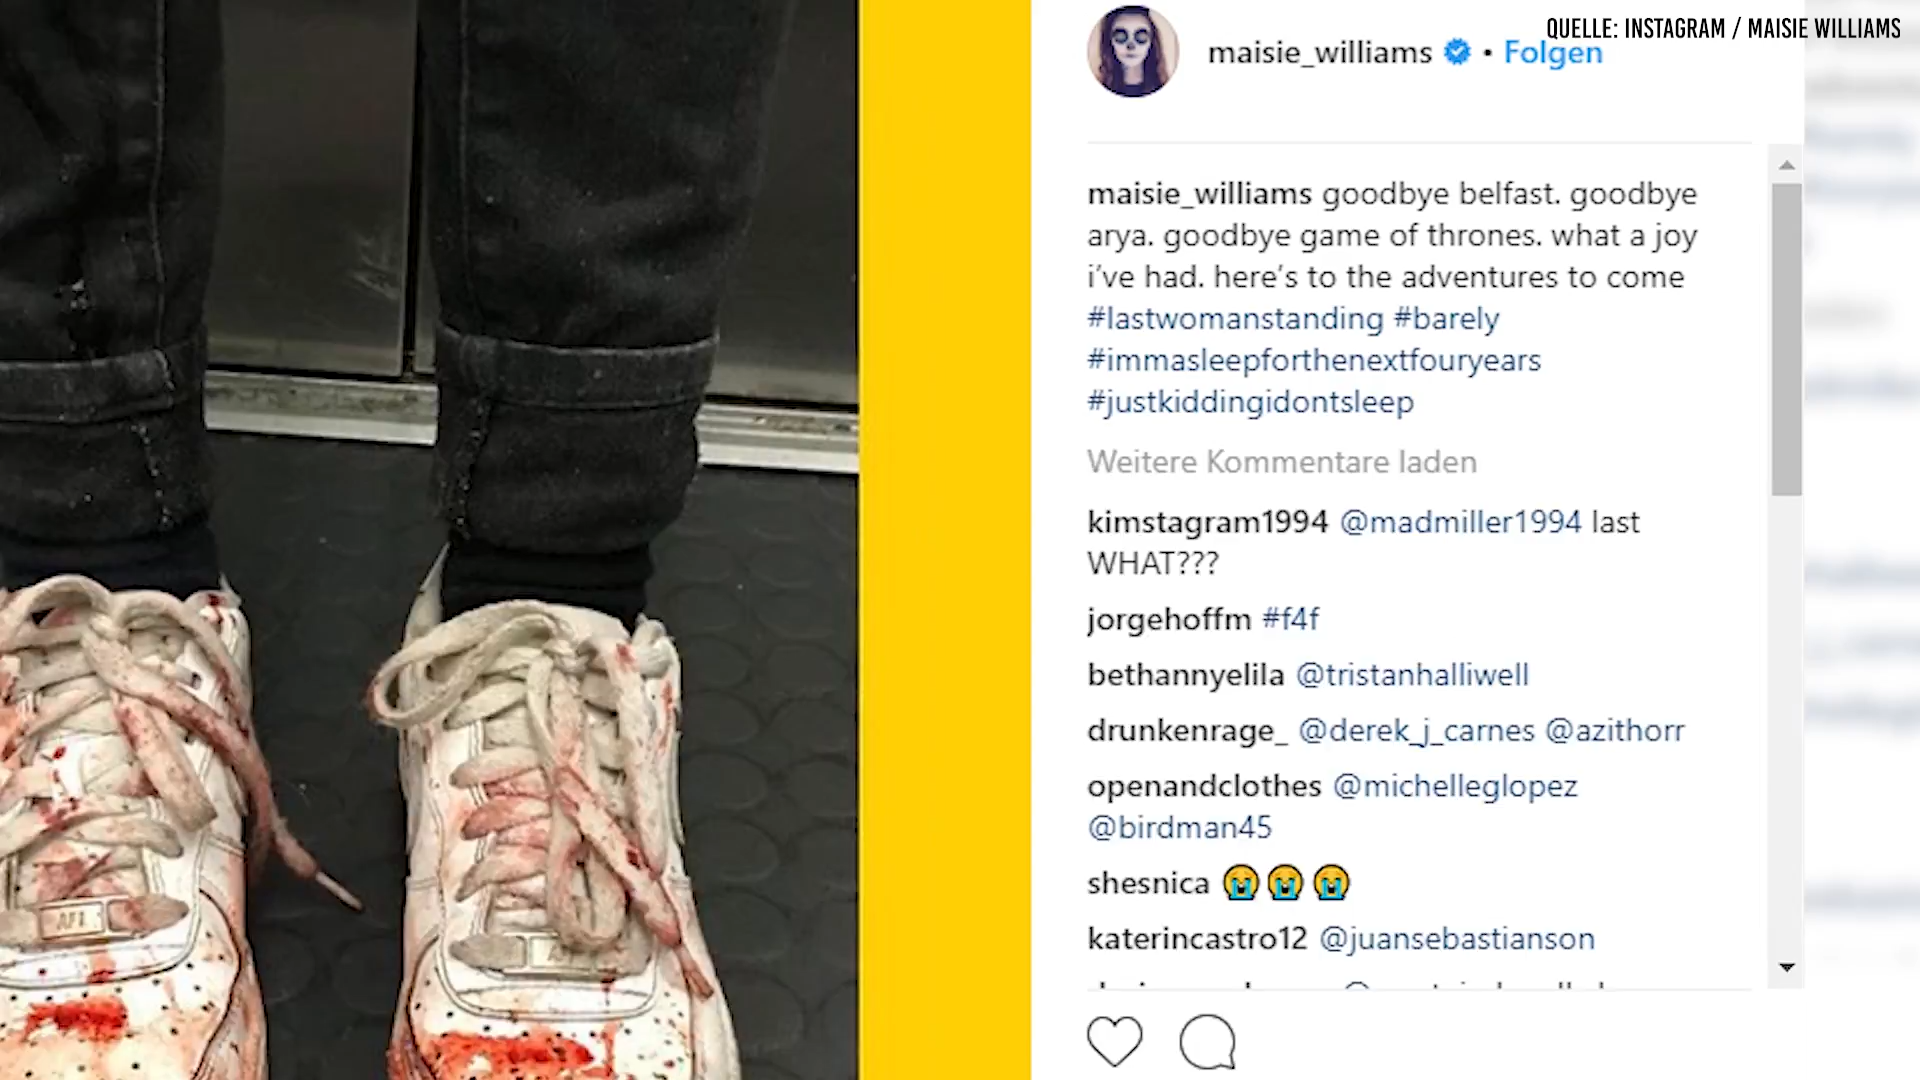 QUELLE: INSTAGRAM / MAISIE WILLIAMS
maisie_williams • Folgen
maisie_williams goodbye belfast. goodbye
arya. goodbye game of thrones. what a joy
i've had. here's to the adventures to come
#lastwomanstanding #barely
#immasleepforthenextfouryears
#justkiddingidontsleep
Weitere Kommentare laden
kimstagram1994 @madmiller1994 last
WHAT???
jorgehoffm #f4f
bethannyelila @tristanhalliwell
drunkenrage_ @derek_j_carnes @azithorr
openandclothes @michelleglopez
@birdman45
shesnica 😭😭😭
katerincastro12 @juansebastianson
AF1